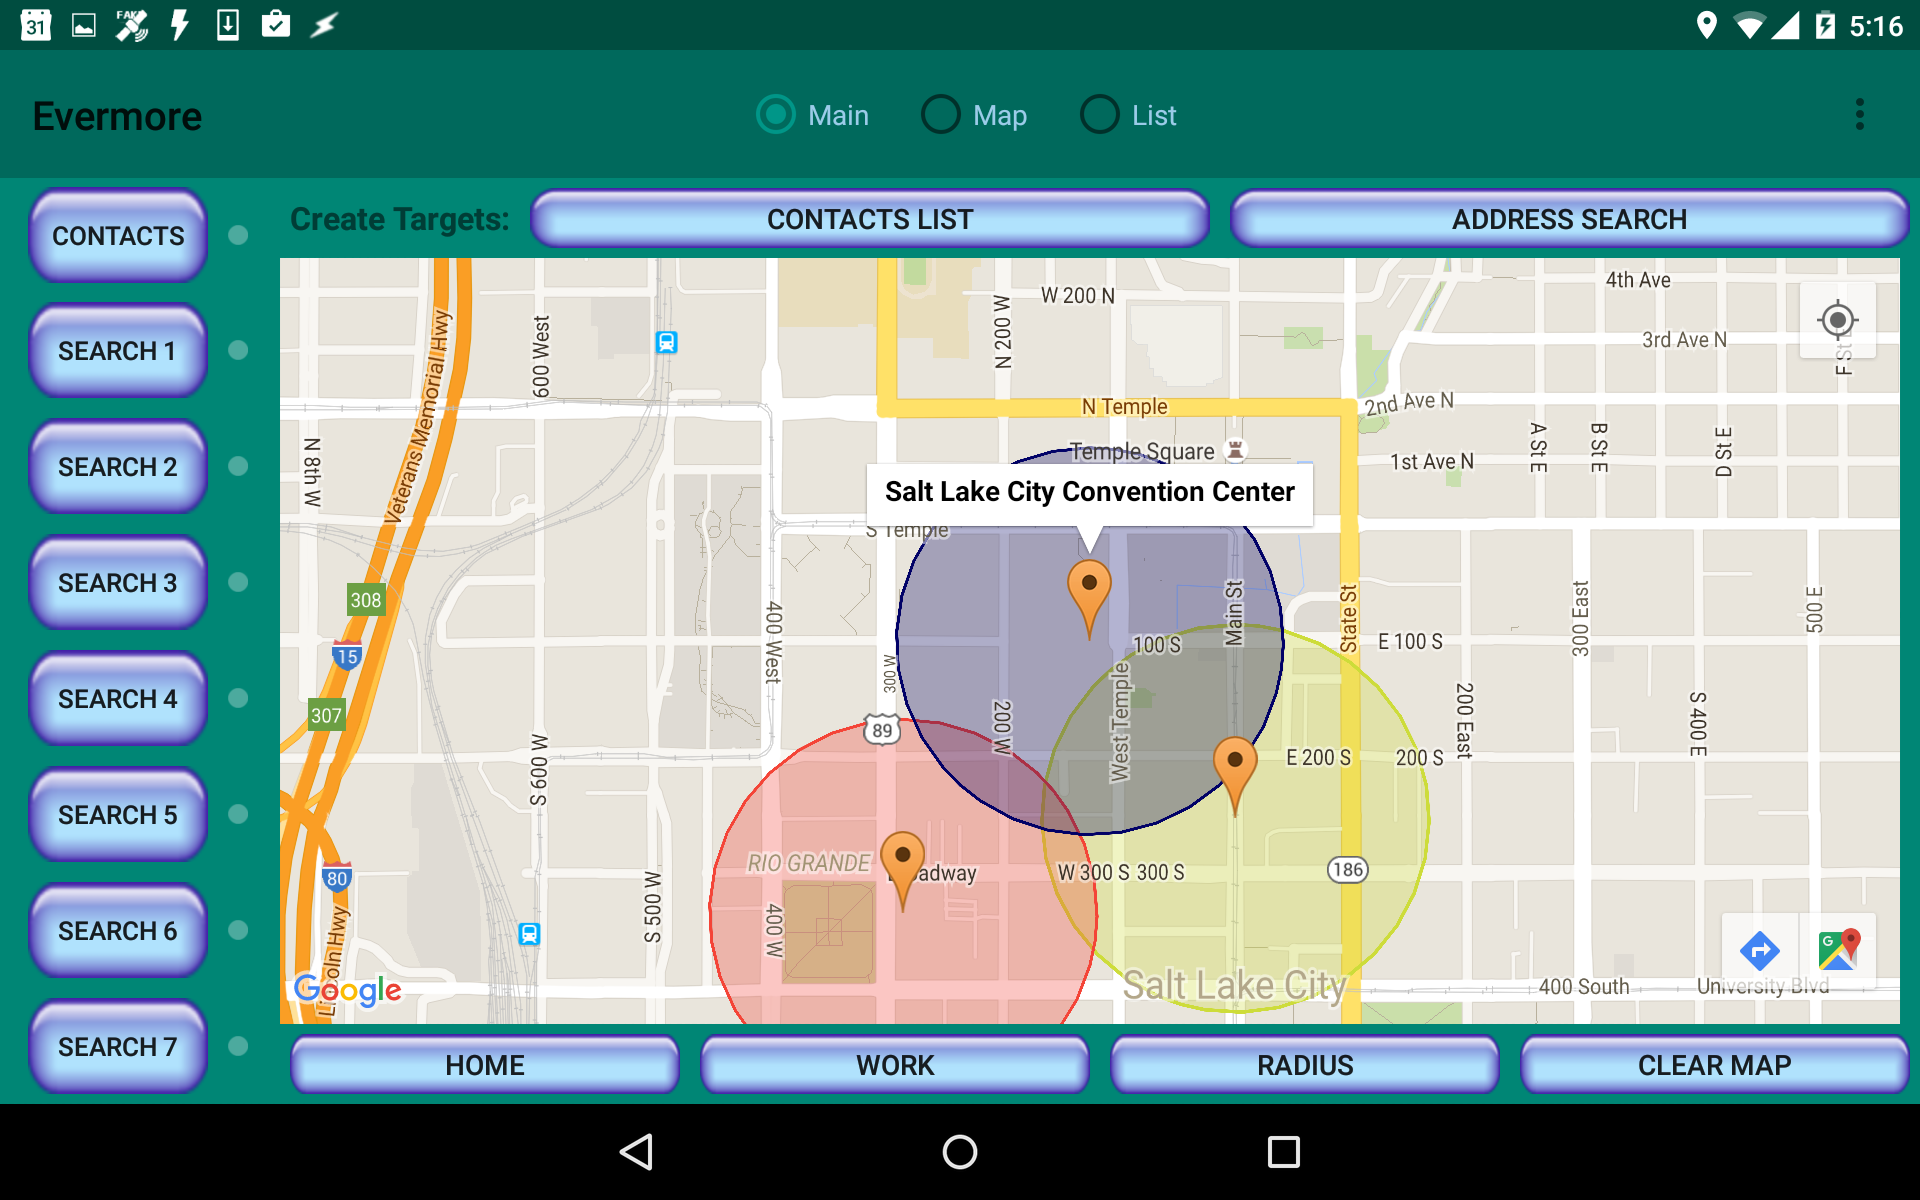 31
FAKE
5:16
Evermore
Main
Map
List
CONTACTS
Create Targets:
CONTACTS LIST
ADDRESS SEARCH
SEARCH 1
SEARCH 2
SEARCH 3
SEARCH 4
SEARCH 5
SEARCH 6
SEARCH 7
4th Ave
W 200 N
N 200 W
600 West
Veterans Memorial Hwy
3rd Ave N
F St
2nd Ave N
N Temple
N 8th W
Temple Square
A St E
B St E
D St E
1st Ave N
Salt Lake City Convention Center
S Temple
308
15
307
400 West
300 W
100 S
Main St
State St
E 100 S
300 East
500 E
89
200 W
West Temple
200 East
S 400 E
S 600 W
E 200 S
200 S
RIO GRANDE
adway
W 300 S
300 S
186
80
S 500 W
400 W
Lincoln Hwy
Google
Salt Lake City
400 South
University Blvd
G
HOME
WORK
RADIUS
CLEAR MAP